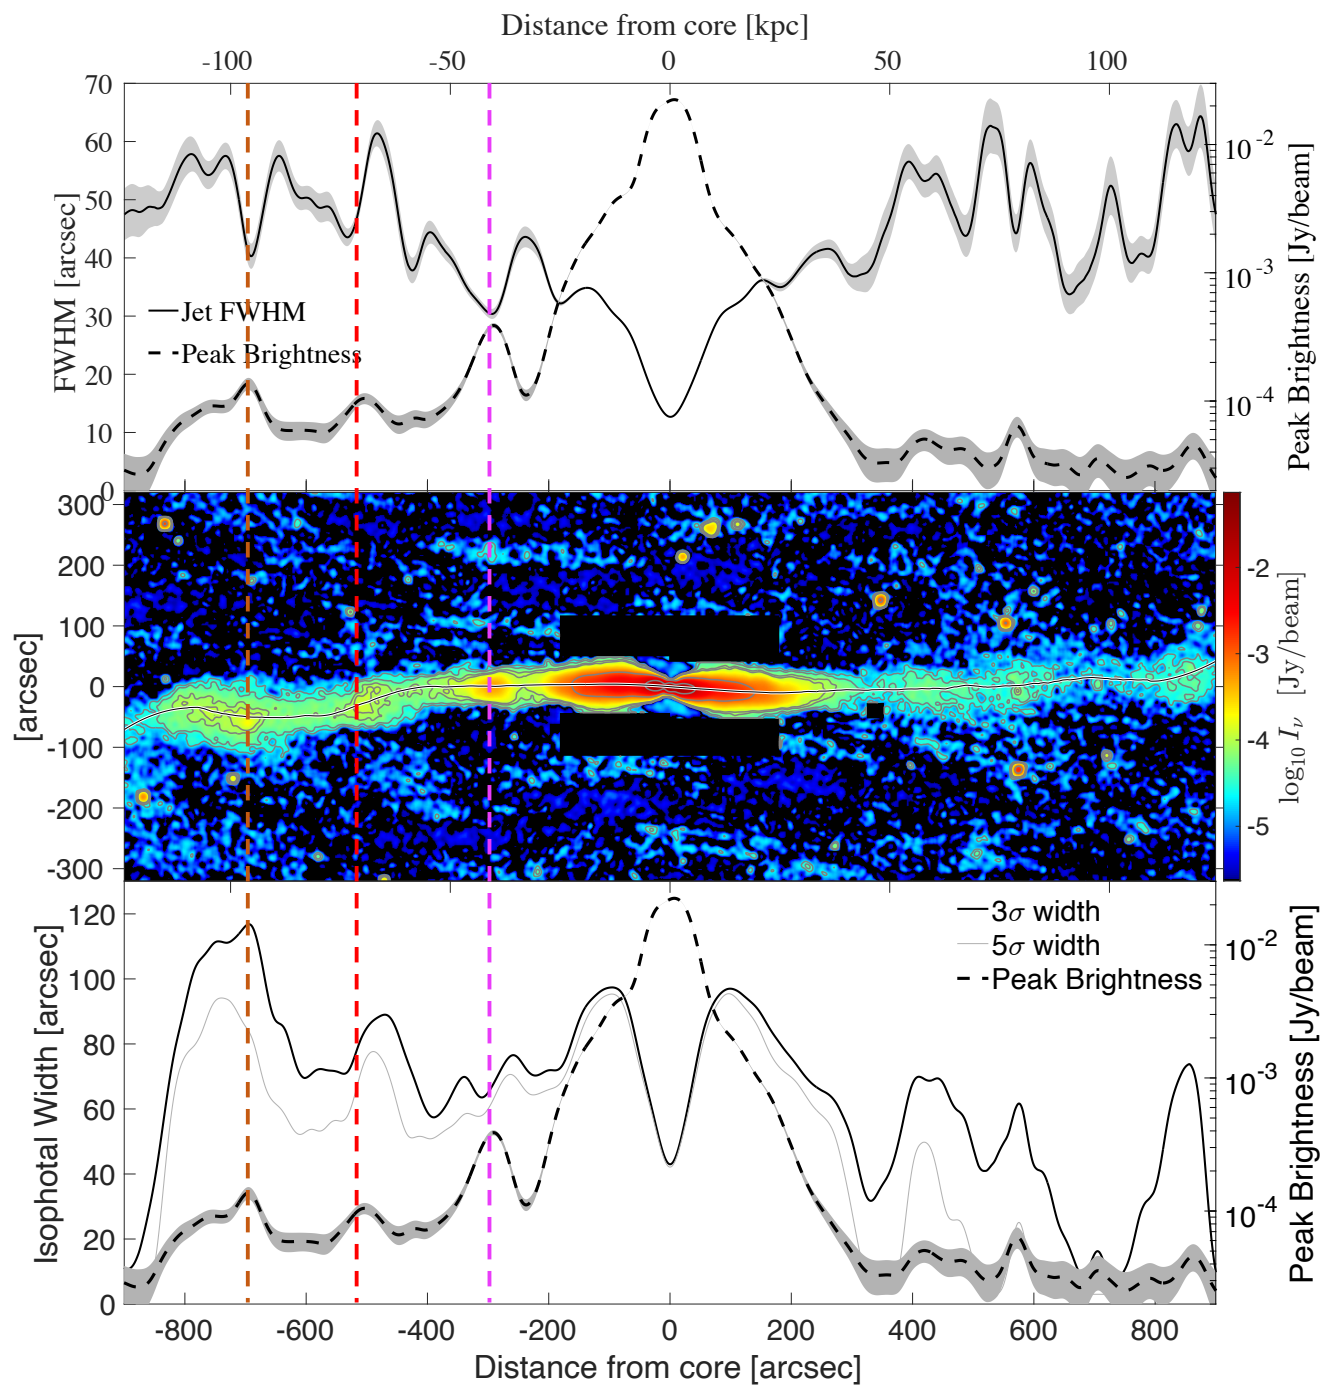 Distance from core [kpc]
-100 -50 0 50 100
70
60
50
40
30
20
10
0
FWHM [arcsec]
Jet FWHM
Peak Brightness
10-2
10-3
10-4
Peak Brightness [Jy/beam]
300
200
100
0
-100
-200
-300
[arcsec]
-2
-3
-4
-5
log10 Iν [Jy/beam]
120
100
80
60
40
20
0
Isophotal Width [arcsec]
3σ width
5σ width
Peak Brightness
10-2
10-3
10-4
Peak Brightness [Jy/beam]
-800 -600 -400 -200 0 200 400 600 800
Distance from core [arcsec]